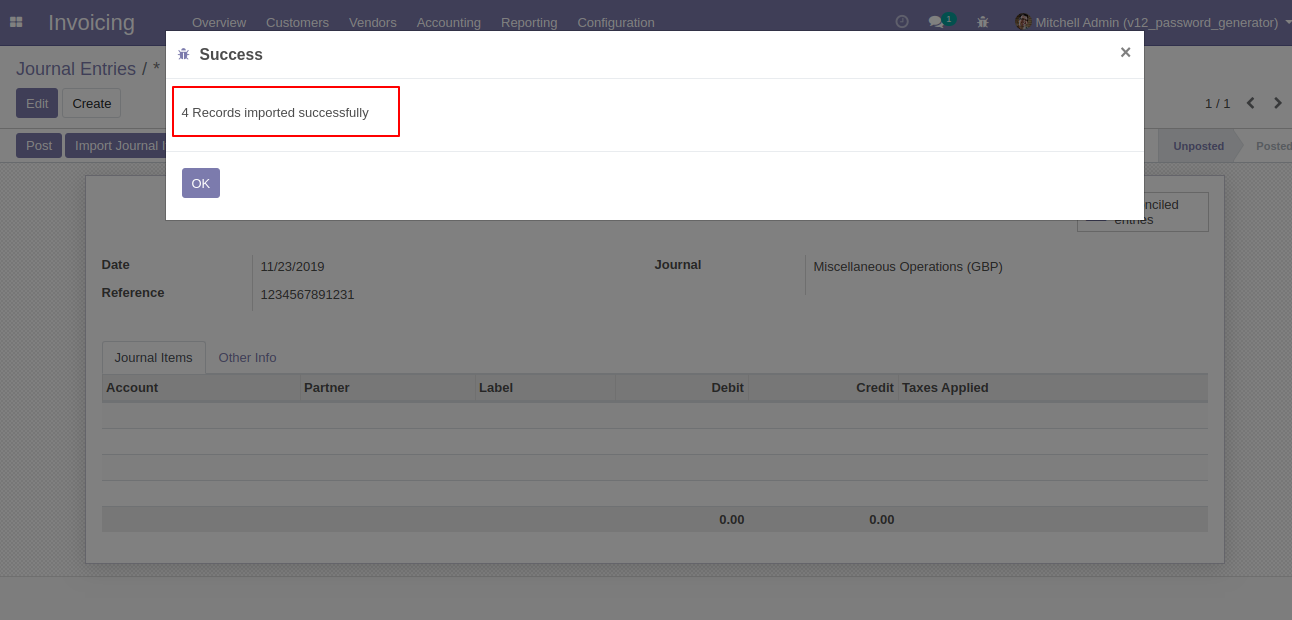 Invoicing Overview Customers Vendors Accounting Reporting Configuration 1 Mitchell Admin (v12_password_generator)
Success ×
Journal Entries / *
Edit Create
1 / 1
4 Records imported successfully
Post Import Journal
Unposted Posted
OK
entries
Date 11/23/2019
Journal Miscellaneous Operations (GBP)
Reference 1234567891231
Journal Items Other Info
Account Partner Label Debit Credit Taxes Applied
0.00 0.00